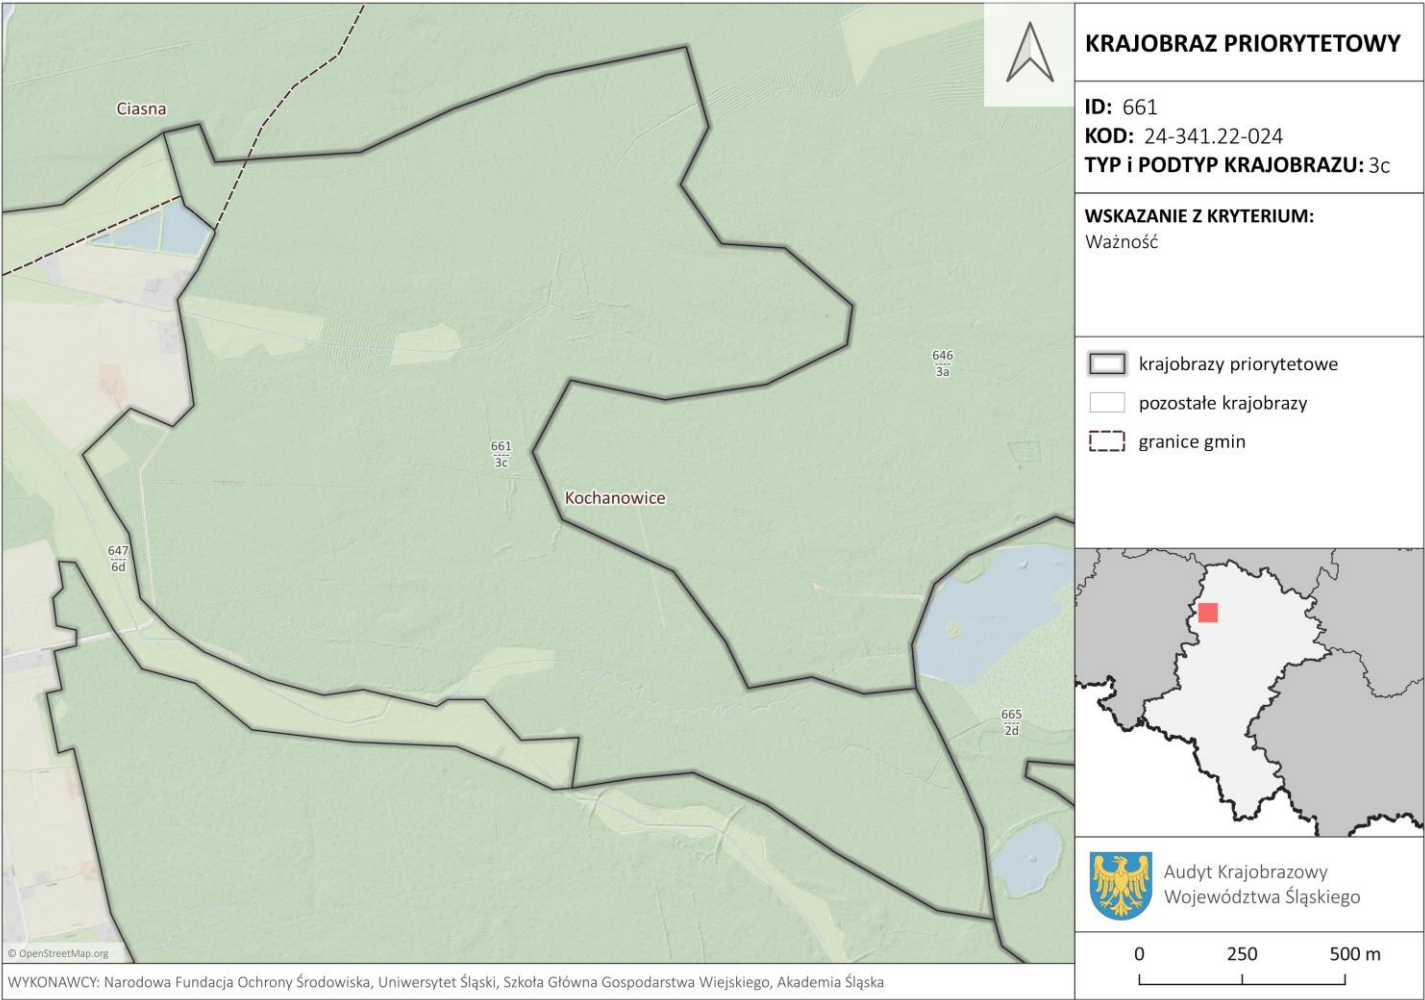 Ciasna
646
3a
661
3c
Kochanowice
647
6d
665
2d
© OpenStreetMap.org
WYKONAWCY: Narodowa Fundacja Ochrony Środowiska, Uniwersytet Śląski, Szkoła Główna Gospodarstwa Wiejskiego, Akademia Śląska
KRAJOBRAZ PRIORYTETOWY
ID: 661
KOD: 24-341.22-024
TYP i PODTYP KRAJOBRAZU: 3c
WSKAZANIE Z KRYTERIUM:
Ważność
krajobrazy priorytetowe
pozostałe krajobrazy
granice gmin
Audyt Krajobrazowy
Województwa Śląskiego
0 250 500 m